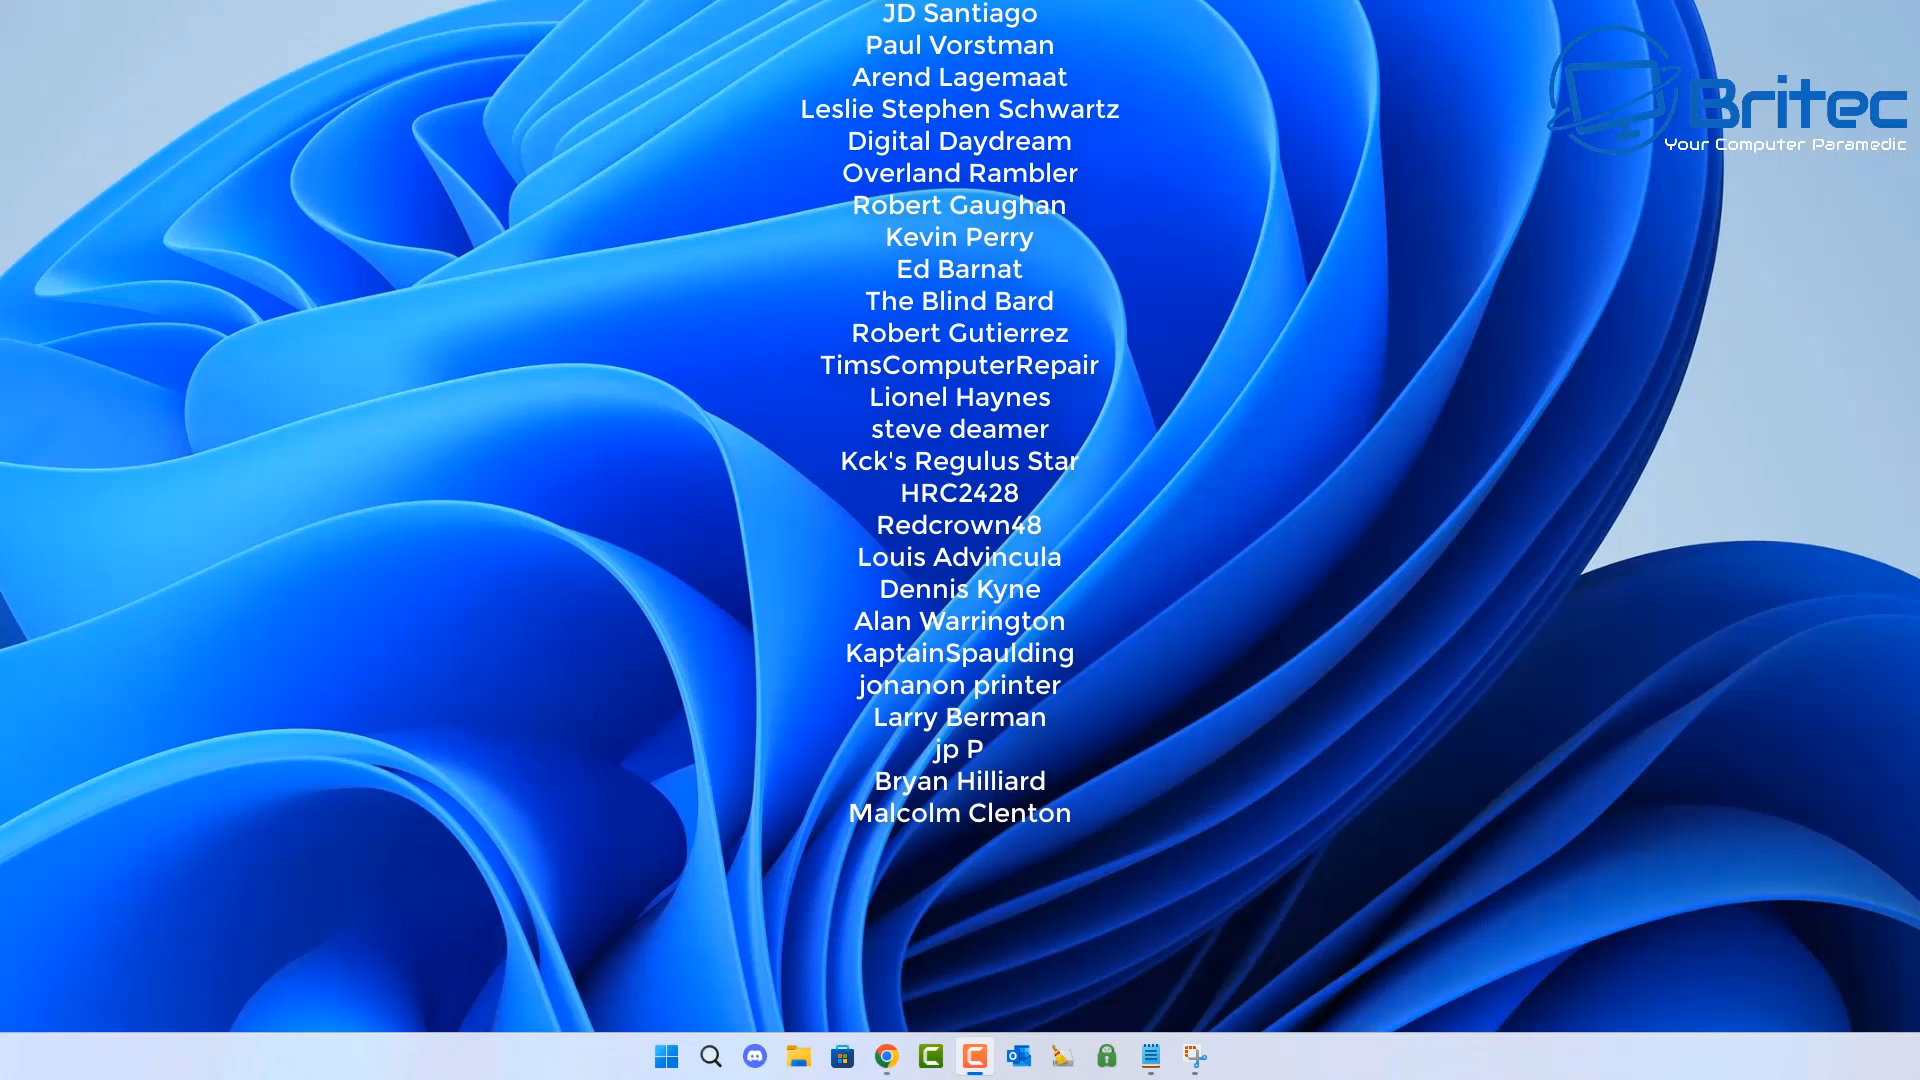 JD Santiago
Paul Vorstman
Arend Lagemaat
Leslie Stephen Schwartz
Digital Daydream
Overland Rambler
Robert Gaughan
Kevin Perry
Ed Barnat
The Blind Bard
Robert Gutierrez
TimsComputerRepair
Lionel Haynes
steve deamer
Kck's Regulus Star
HRC2428
Redcrown48
Louis Advincula
Dennis Kyne
Alan Warrington
KaptainSpaulding
jonanon printer
Larry Berman
jp P
Bryan Hilliard
Malcolm Clenton
Britec
Your Computer Paramedic